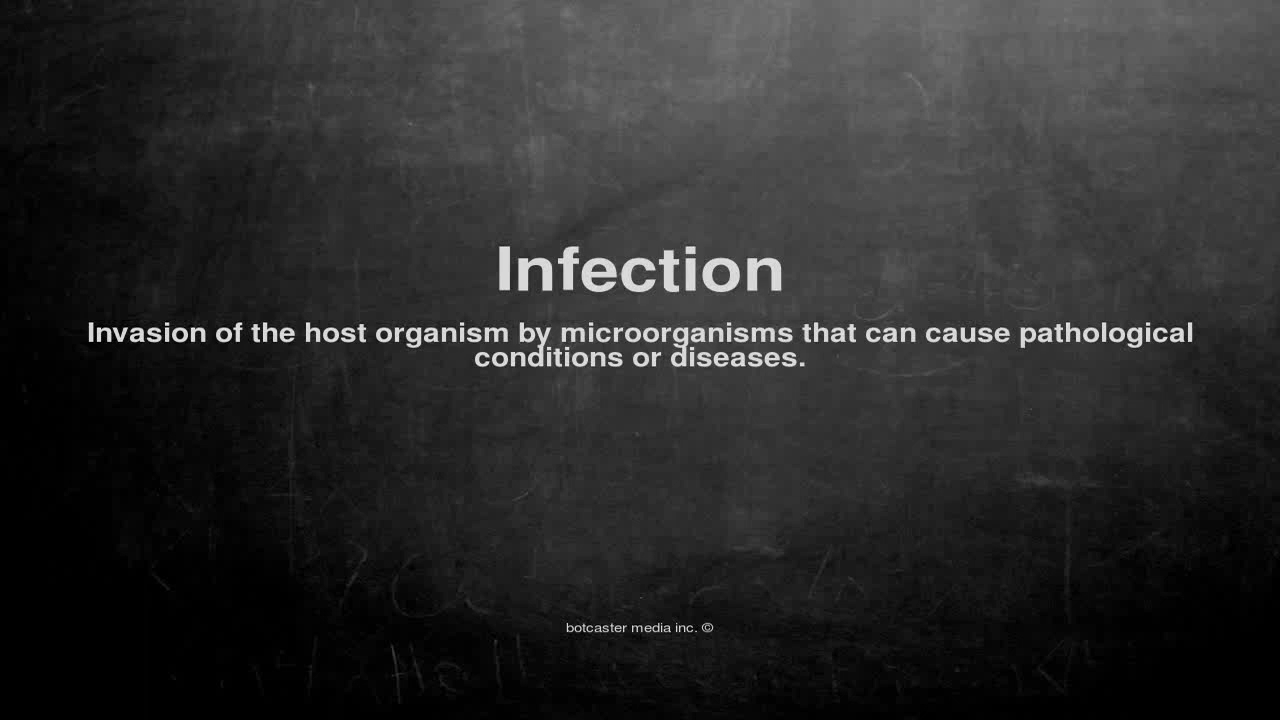 Infection
Invasion of the host organism by microorganisms that can cause pathological
conditions or diseases.
botcaster media inc. ©